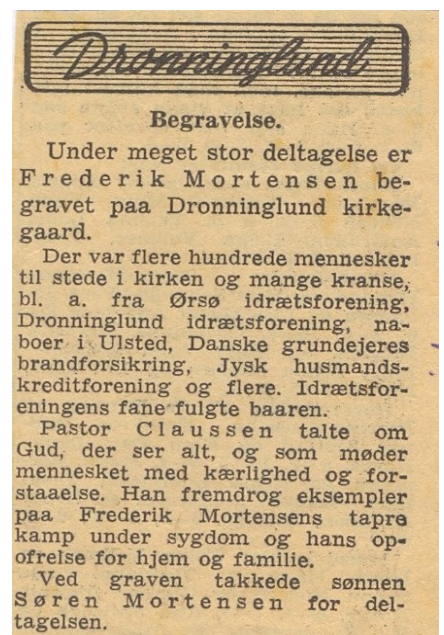 Dronninglund
Begravelse.
Under meget stor deltagelse er
Frederik Mortensen be-
gravet paa Dronninglund kirke-
gaard.
Der var flere hundrede mennesker
til stede i kirken og mange kranse,
bl. a. fra Ørsø idrætsforening,
Dronninglund idrætsforening, na-
boer i Ulsted, Danske grundejeres
brandforsikring, Jysk husmands-
kreditforening og flere. Idrætsfor-
eningens fane fulgte baaren.
Pastor Claussen talte om
Gud, der ser alt, og som møder
mennesket med kærlighed og for-
staaelse. Han fremdrog eksempler
paa Frederik Mortensens tapre
kamp under sygdom og hans op-
ofrelse for hjem og familie.
Ved graven takkede sønnen
Søren Mortensen for del-
tagelsen.